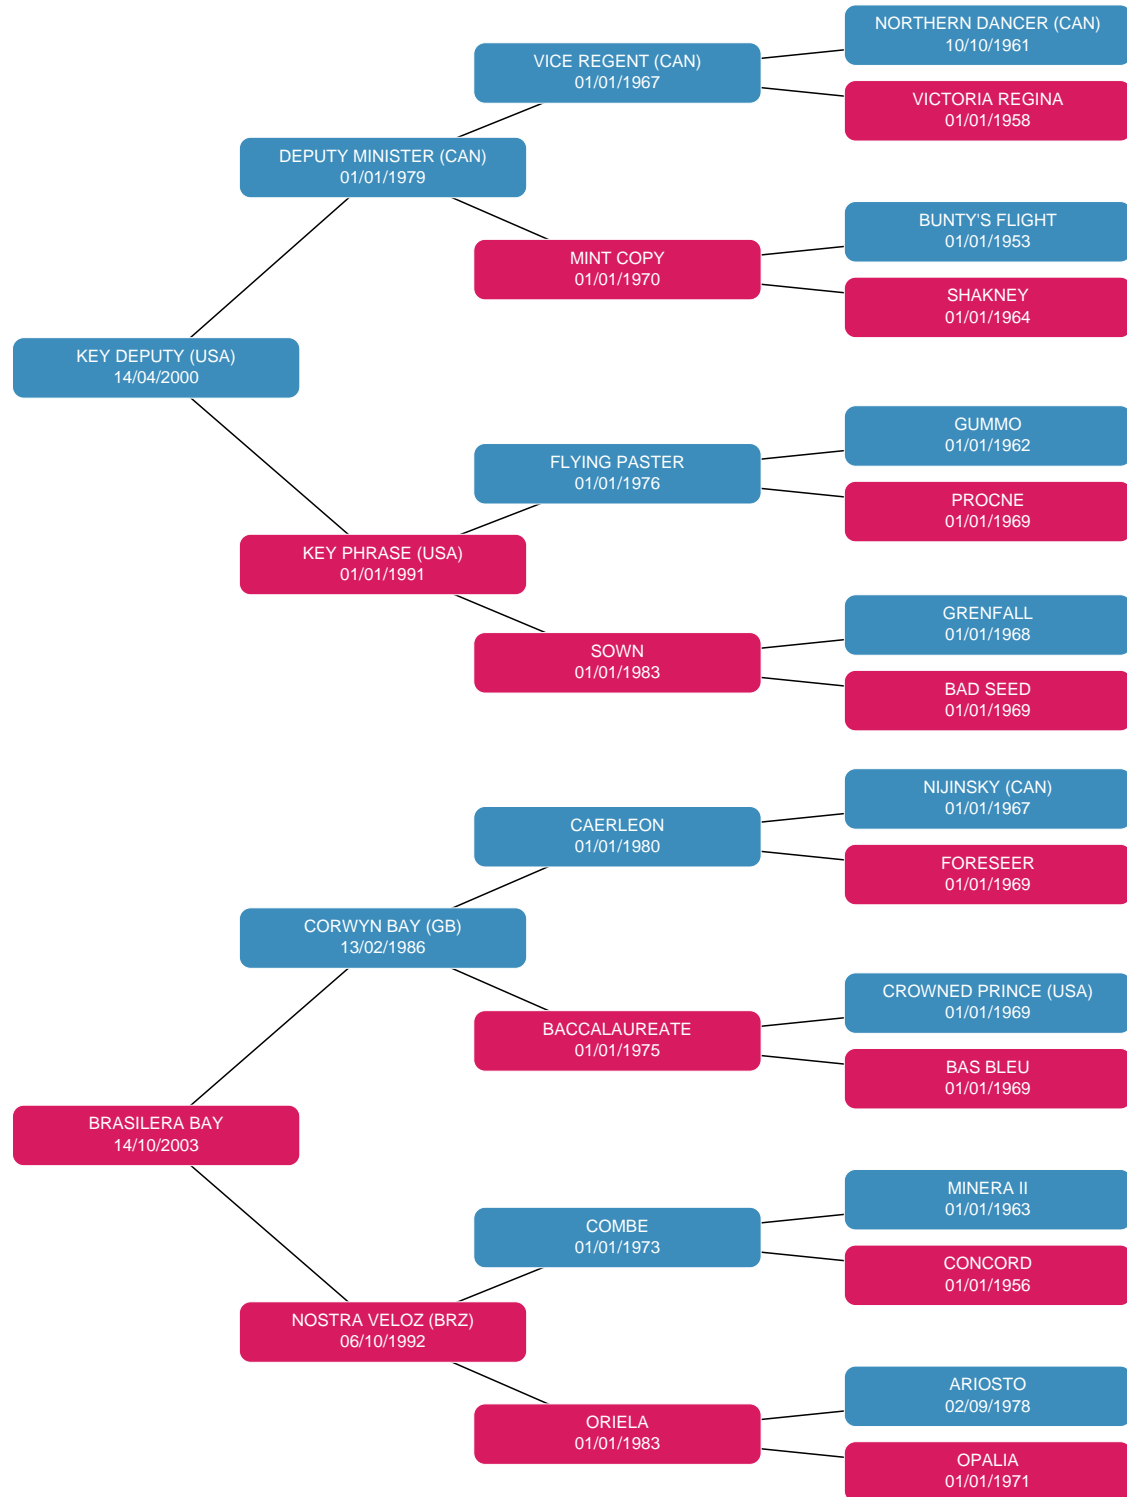 NORTHERN DANCER (CAN)
10/10/1961
VICE REGENT (CAN)
01/01/1967
VICTORIA REGINA
01/01/1958
DEPUTY MINISTER (CAN)
01/01/1979
BUNTY'S FLIGHT
01/01/1953
MINT COPY
01/01/1970
SHAKNEY
01/01/1964
KEY DEPUTY (USA)
14/04/2000
GUMMO
01/01/1962
FLYING PASTER
01/01/1976
PROCNE
01/01/1969
KEY PHRASE (USA)
01/01/1991
GRENFALL
01/01/1968
SOWN
01/01/1983
BAD SEED
01/01/1969
NIJINSKY (CAN)
01/01/1967
CAERLEON
01/01/1980
FORESEER
01/01/1969
CORWYN BAY (GB)
13/02/1986
CROWNED PRINCE (USA)
01/01/1969
BACCALAUREATE
01/01/1975
BAS BLEU
01/01/1969
BRASILERA BAY
14/10/2003
MINERA II
01/01/1963
COMBE
01/01/1973
CONCORD
01/01/1956
NOSTRA VELOZ (BRZ)
06/10/1992
ARIOSTO
02/09/1978
ORIELA
01/01/1983
OPALIA
01/01/1971